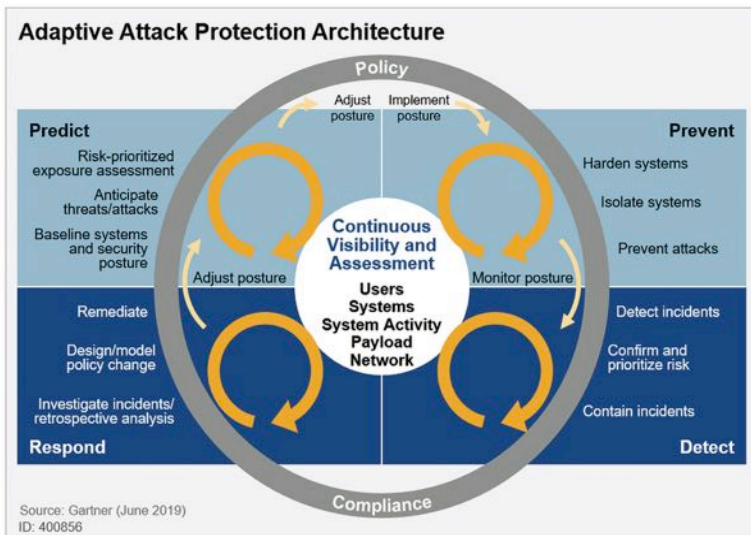 Adaptive Attack Protection Architecture
Policy
Adjust
posture
Implement
posture
Predict
Risk-prioritized
exposure assessment
Anticipate
threats/attacks
Baseline systems
and security
posture
Adjust posture
Prevent
Harden systems
Isolate systems
Prevent attacks
Monitor posture
Continuous
Visibility and
Assessment
Users
Systems
System Activity
Payload
Network
Remediate
Design/model
policy change
Investigate incidents/
retrospective analysis
Respond
Detect incidents
Confirm and
prioritize risk
Contain incidents
Detect
Compliance
Source: Gartner (June 2019)
ID: 400856